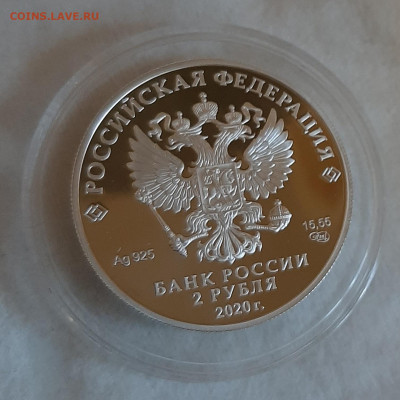 COINS.LAVE.RU
РОССИЙСКАЯ ФЕДЕРАЦИЯ
Ag 925
15,55
БАНК РОССИИ
2 РУБЛЯ
2020 г.